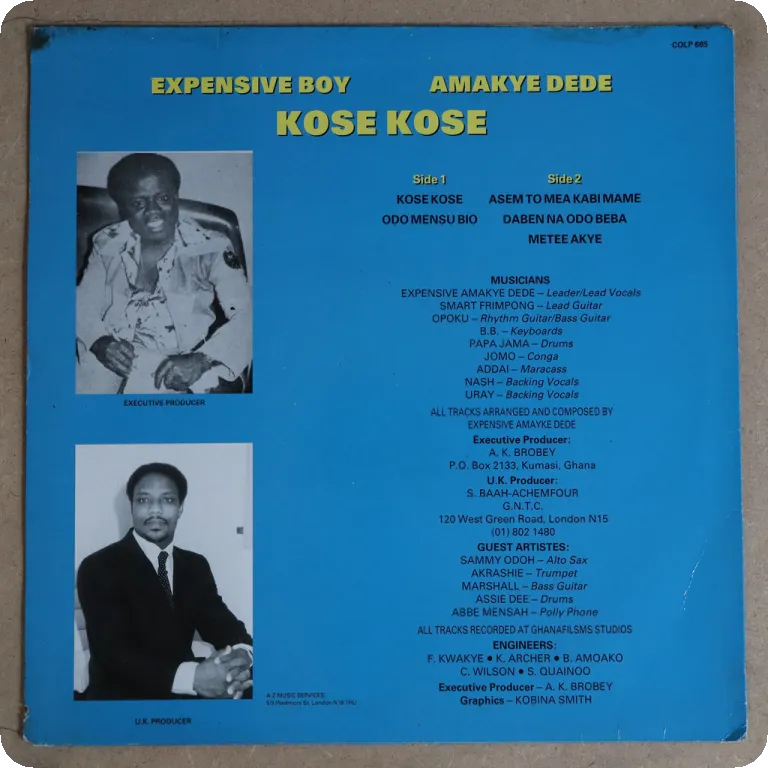 COLP 665
EXPENSIVE BOY AMAKYE DEDE
KOSE KOSE
Side 1
KOSE KOSE
ODO MENSU BIO
Side 2
ASEM TO MEA KABI MAME
DABEN NA ODO BEBA
METEE AKYE
EXECUTIVE PRODUCER
MUSICIANS
EXPENSIVE AMAKYE DEDE – Leader/Lead Vocals
SMART FRIMPONG – Lead Guitar
OPOKU – Rhythm Guitar/Bass Guitar
B.B. – Keyboards
PAPA JAMA – Drums
JOMO – Conga
ADDAI – Maracass
NASH – Backing Vocals
URAY – Backing Vocals
ALL TRACKS ARRANGED AND COMPOSED BY
EXPENSIVE AMAYKE DEDE
Executive Producer:
A. K. BROBEY
P.O. Box 2133, Kumasi, Ghana
U.K. Producer:
S. BAAH-ACHEMFOUR
G.N.T.C.
120 West Green Road, London N15
(01) 802 1480
GUEST ARTISTES:
SAMMY ODOH – Alto Sax
AKRASHIE – Trumpet
MARSHALL – Bass Guitar
ASSIE DEE – Drums
ABBE MENSAH – Polly Phone
ALL TRACKS RECORDED AT GHANAFILSMS STUDIOS
ENGINEERS:
F. KWAKYE ● K. ARCHER ● B. AMOAKO
C. WILSON ● S. QUAINOO
Executive Producer – A. K. BROBEY
Graphics – KOBINA SMITH
A-Z MUSIC SERVICES:
St, London
U.K. PRODUCER